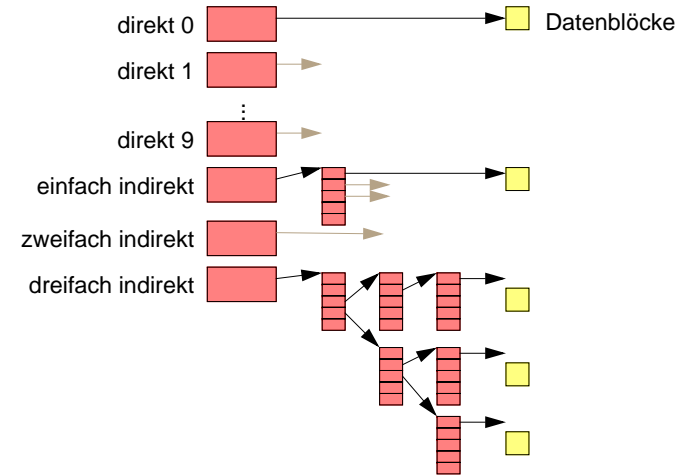 direkt 0
Datenblöcke
direkt 1
...
direkt 9
einfach indirekt
zweifach indirekt
dreifach indirekt